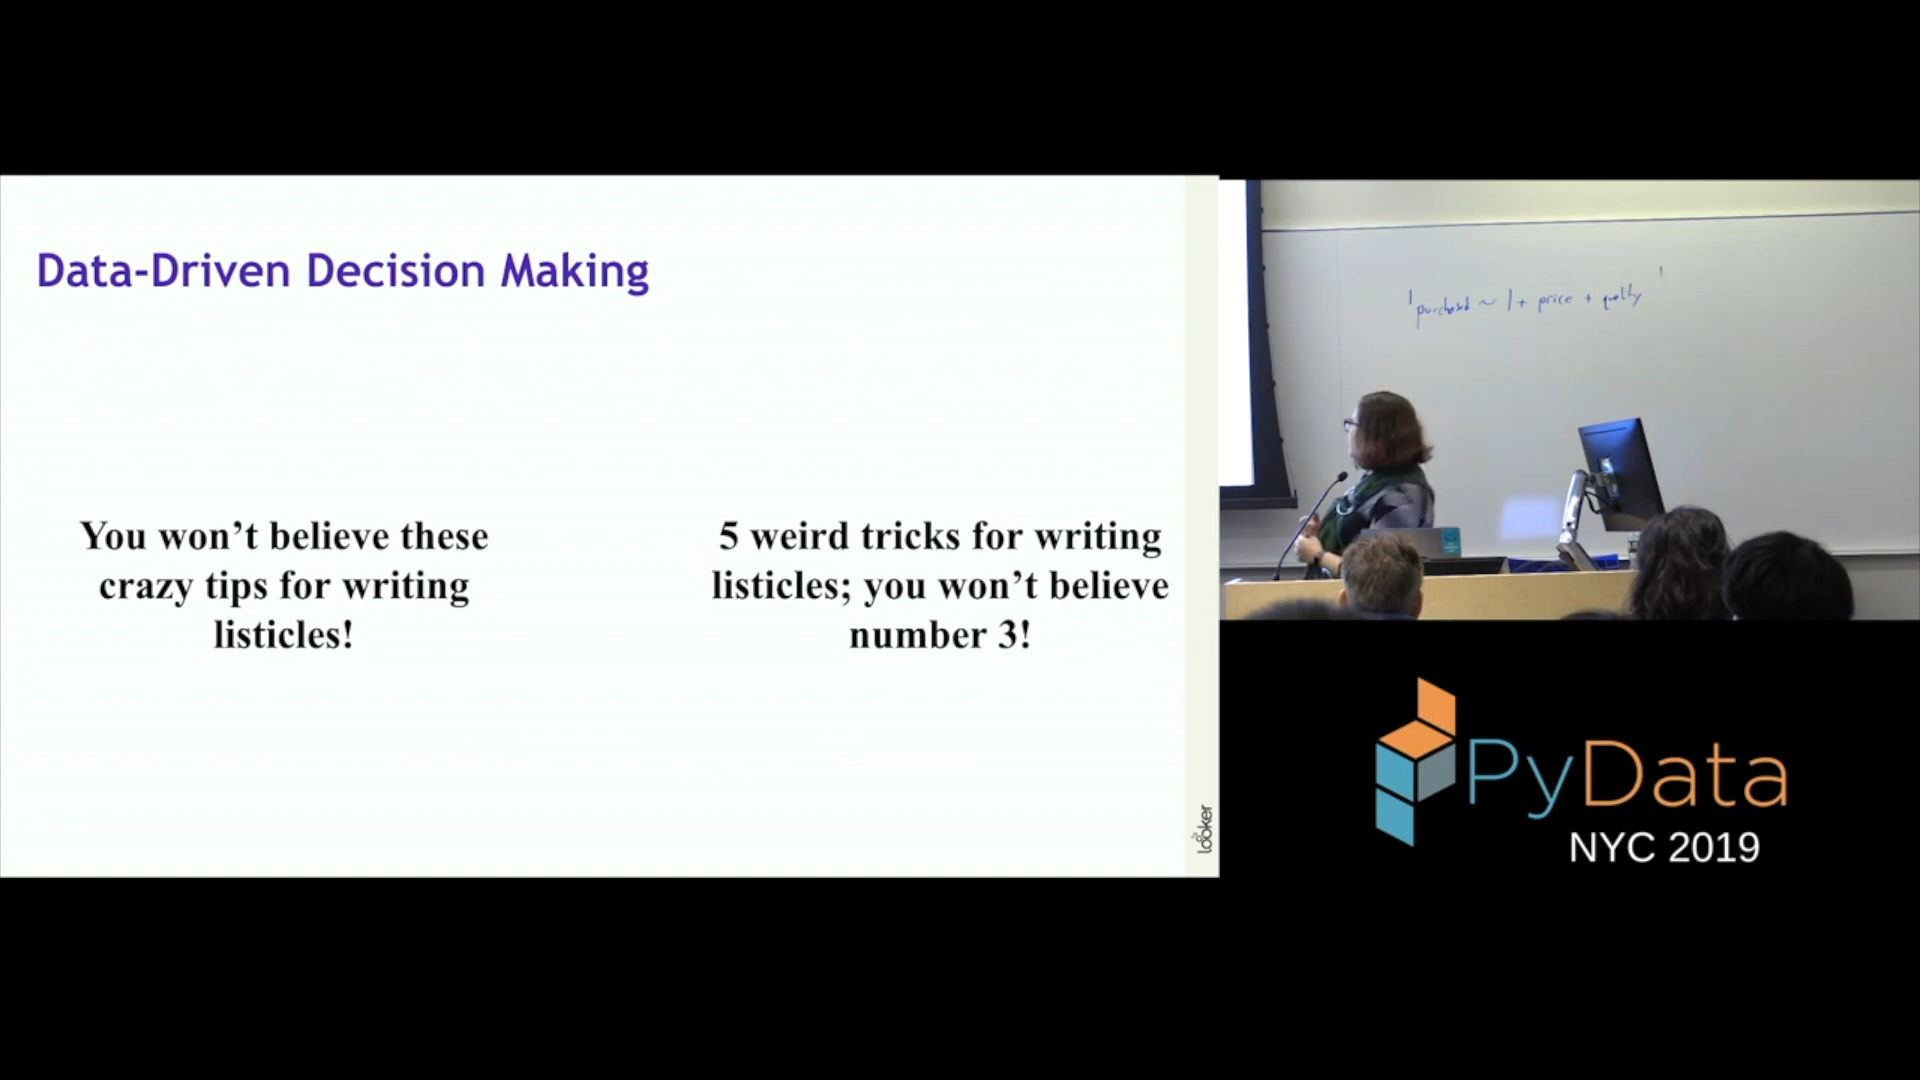 Data-Driven Decision Making
You won’t believe these
crazy tips for writing
listicles!
5 weird tricks for writing
listicles; you won’t believe
number 3!
looker
purchased ~ 1 + price + quality
PyData
NYC 2019